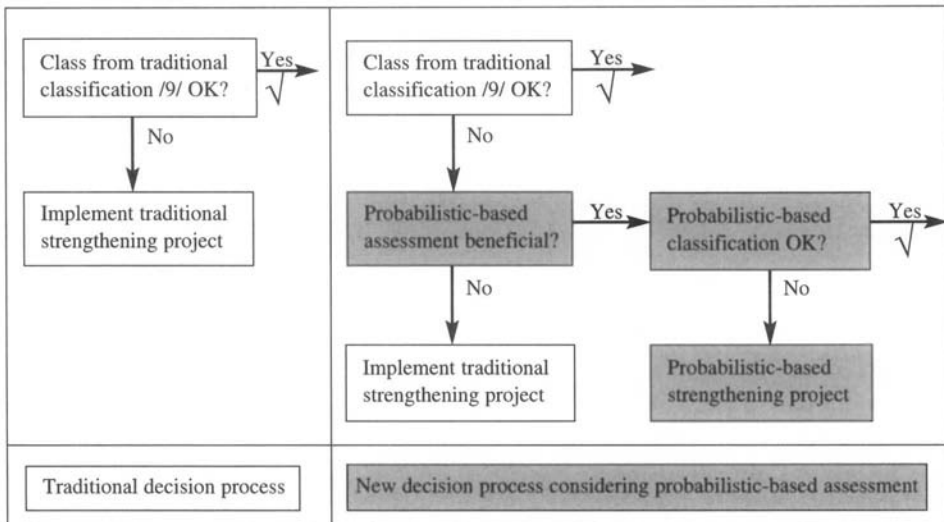 Class from traditional
classification /9/ OK?
Yes
√
No
Implement traditional
strengthening project
Class from traditional
classification /9/ OK?
Yes
√
No
Probabilistic-based
assessment beneficial?
Yes
Probabilistic-based
classification OK?
Yes
√
No
No
Implement traditional
strengthening project
Probabilistic-based
strengthening project
Traditional decision process
New decision process considering probabilistic-based assessment